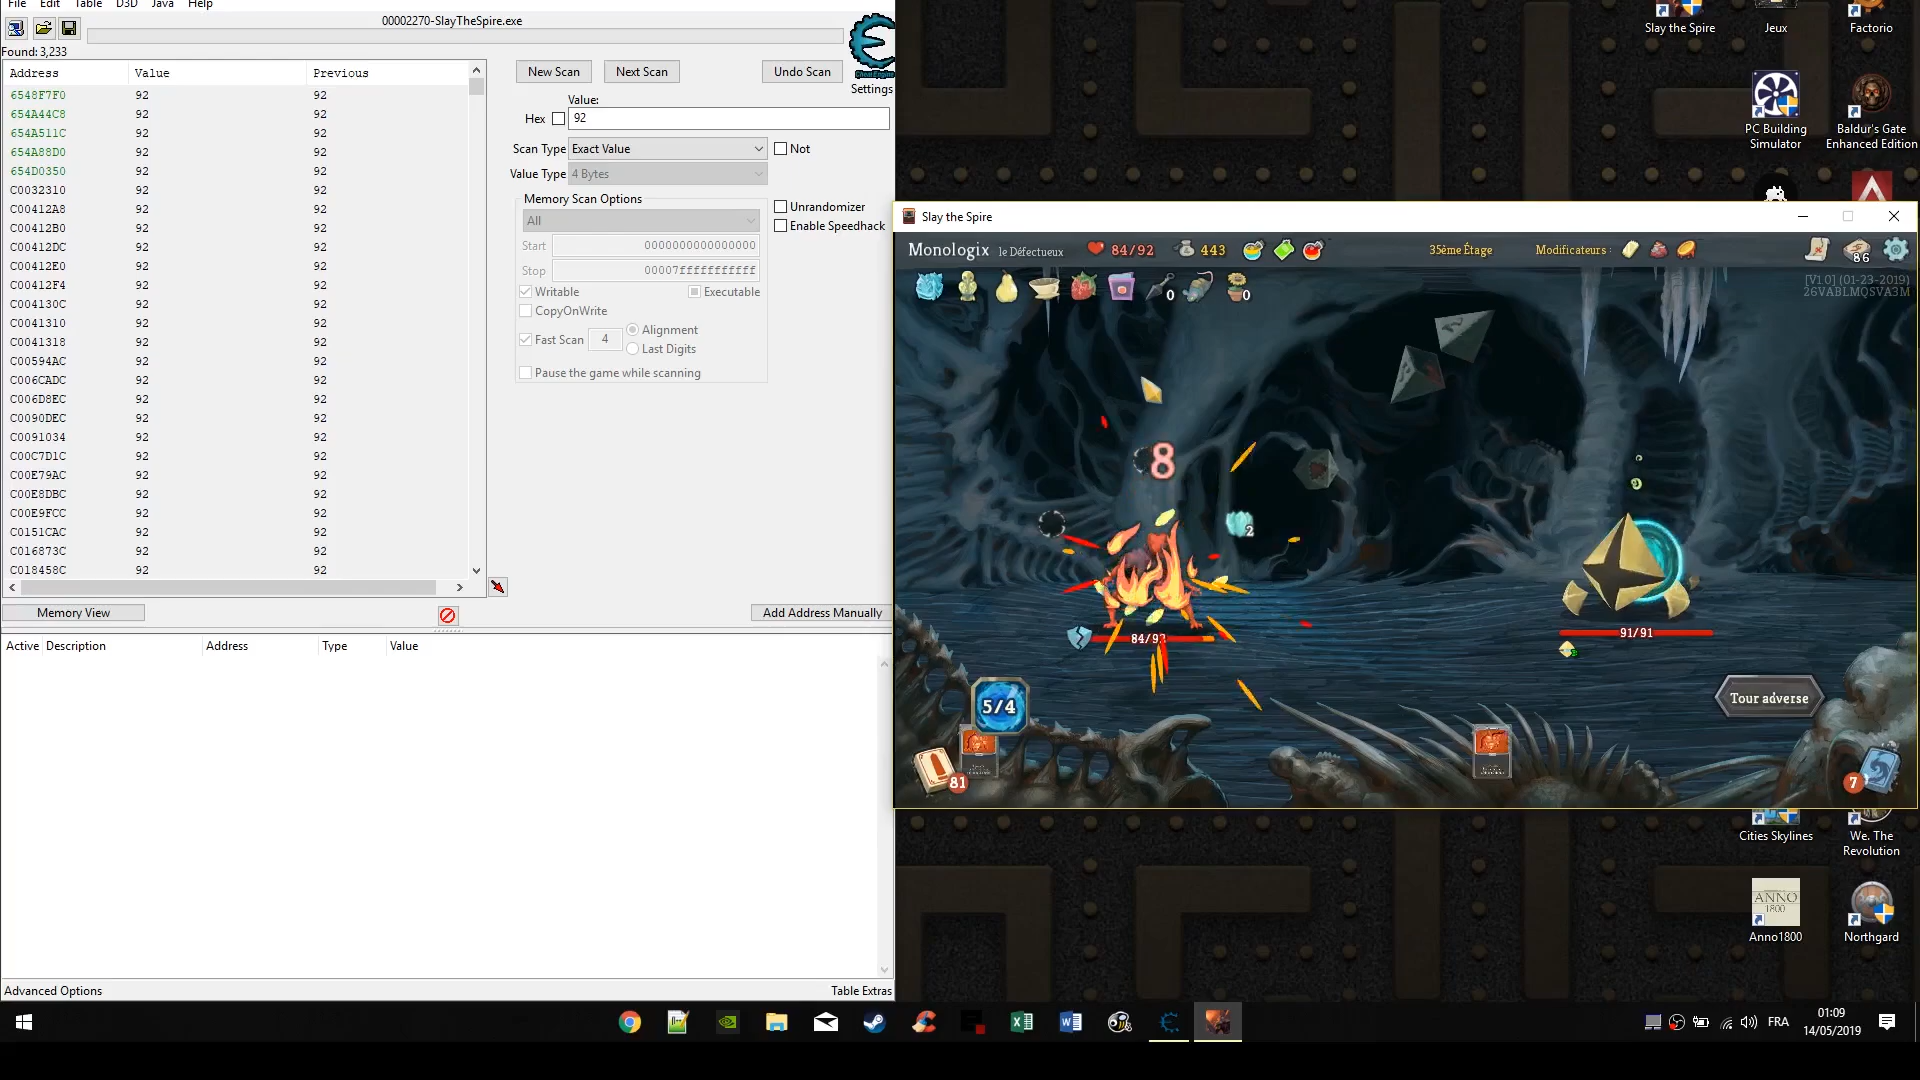 File Edit Table D3D Java Help
00002270-SlayTheSpire.exe
Found: 3,233
Address Value Previous
6548F7F0 92 92
654A44C8 92 92
654A511C 92 92
654A88D0 92 92
654D0350 92 92
C0032310 92 92
C00412A8 92 92
C00412B0 92 92
C00412DC 92 92
C00412E0 92 92
C00412F4 92 92
C004130C 92 92
C0041310 92 92
C0041318 92 92
C00594AC 92 92
C006CADC 92 92
C006D8EC 92 92
C0090DEC 92 92
C0091034 92 92
C00C7D1C 92 92
C00E79AC 92 92
C00E8DBC 92 92
C00E9FCC 92 92
C0151CAC 92 92
C016873C 92 92
C018458C 92 92
New Scan Next Scan Undo Scan
Cheat Engine
Settings
Value:
Hex 92
Scan Type Exact Value Not
Value Type 4 Bytes
Memory Scan Options
All
Start 0000000000000000
Stop 00007fffffffffff
Writable Executable
CopyOnWrite
Fast Scan 4 Alignment
Last Digits
Pause the game while scanning
Unrandomizer
Enable Speedhack
Memory View Add Address Manually
Active Description Address Type Value
Advanced Options Table Extras
Slay the Spire
Jeux
Factorio
PC Building Simulator
Baldur's Gate Enhanced Edition
Slay the Spire
Monologix le Défectueux 84/92 443 35ème Étage Modificateurs : 86
0 0
[V1.0] (01-23-2019)
26VABLMQSVA3M
8
2
84/92
91/91
5/4
Tour adverse
81
7
Cities Skylines
We. The Revolution
ANNO 1800
Anno1800
Northgard
FRA
01:09
14/05/2019